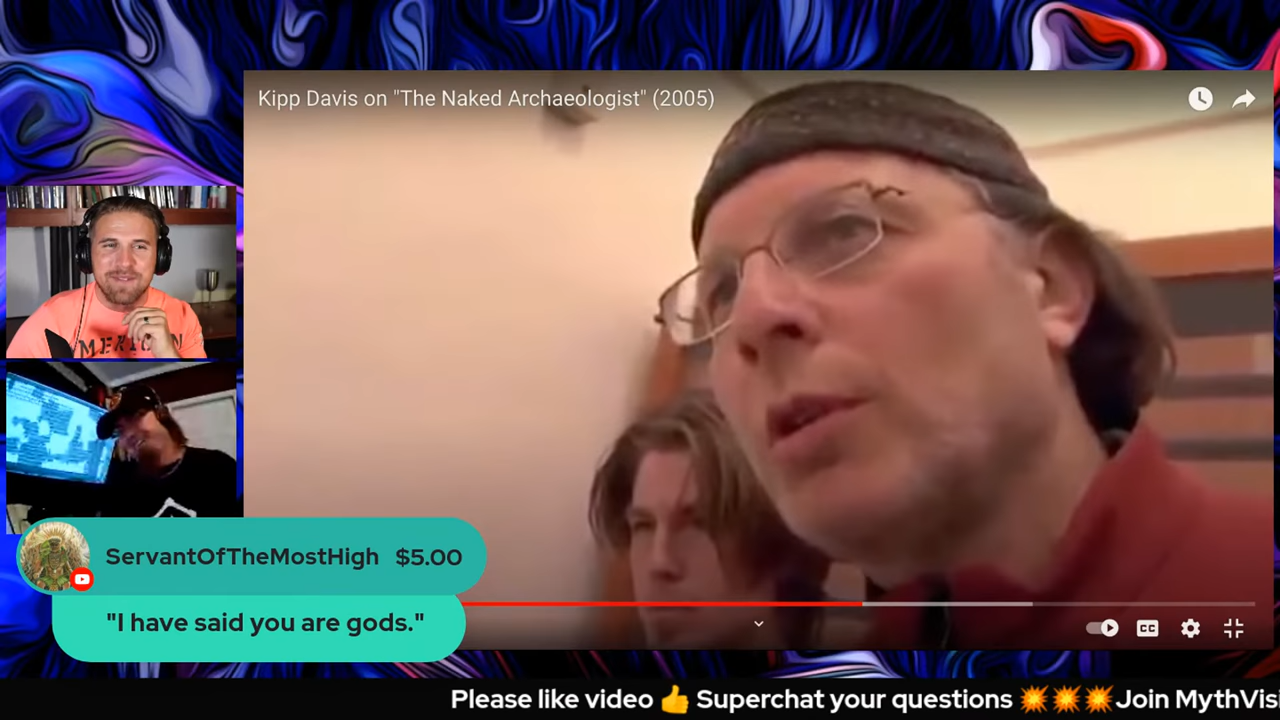 Kipp Davis on "The Naked Archaeologist" (2005)
ServantOfTheMostHigh $5.00
"I have said you are gods."
CC
Please like video 👍 Superchat your questions 💥💥💥Join MythVis